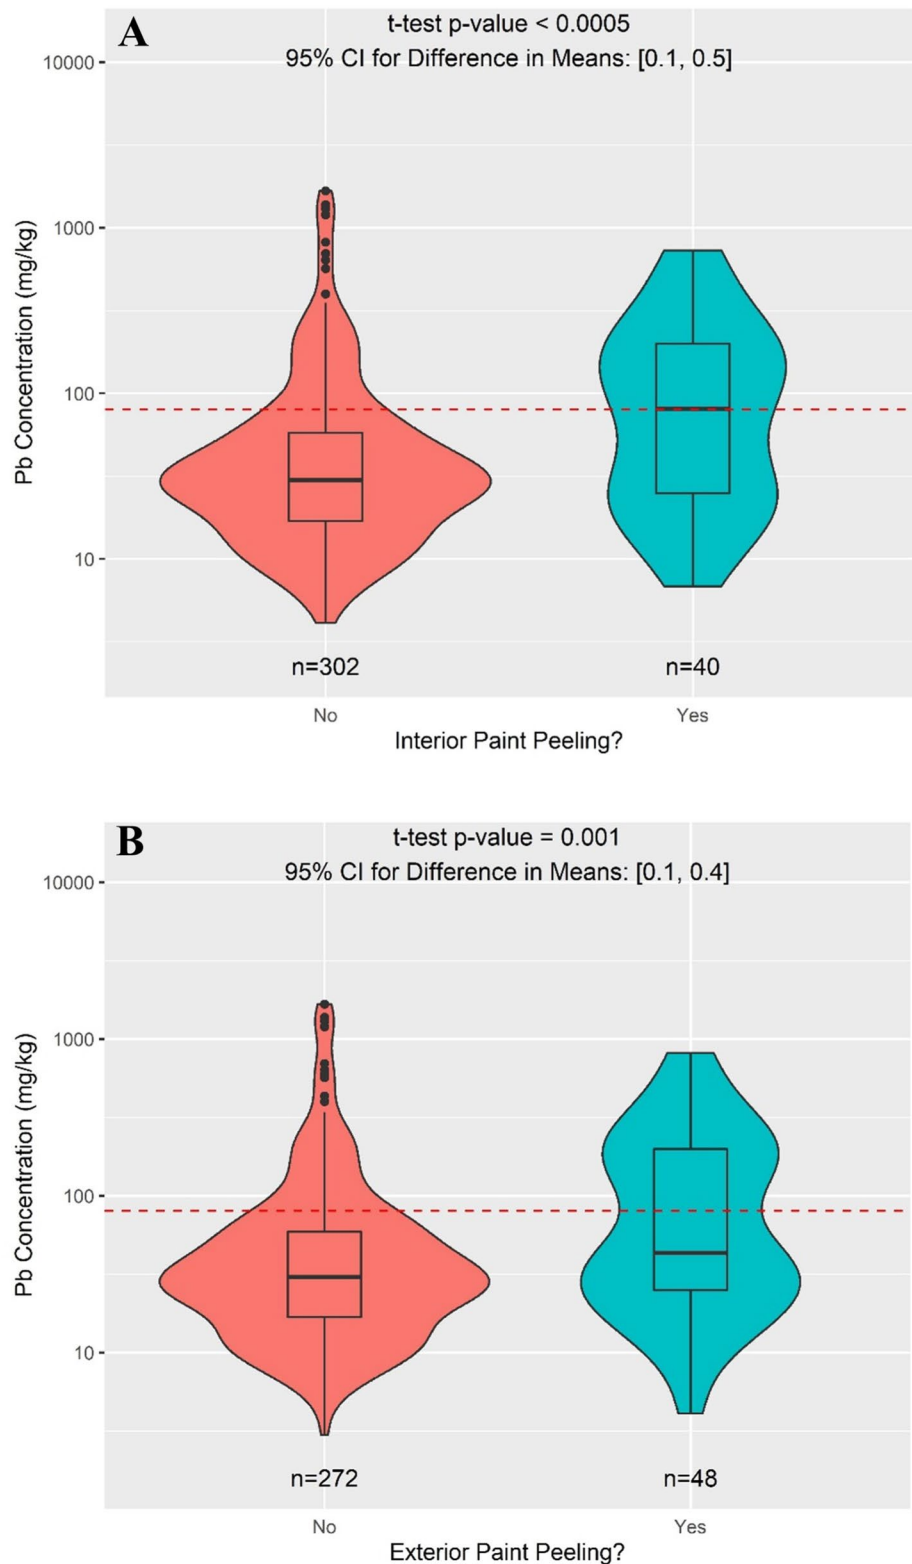 A
t-test p-value < 0.0005
95% CI for Difference in Means: [0.1, 0.5]
10000
1000
100
10
Pb Concentration (mg/kg)
n=302
n=40
No
Yes
Interior Paint Peeling?
B
t-test p-value = 0.001
95% CI for Difference in Means: [0.1, 0.4]
10000
1000
100
10
Pb Concentration (mg/kg)
n=272
n=48
No
Yes
Exterior Paint Peeling?